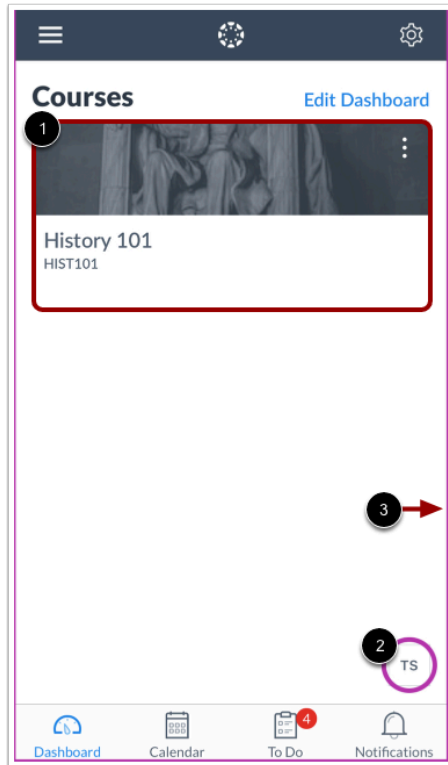 Courses
Edit Dashboard
1
History 101
HIST101
3
2
TS
4
Dashboard
Calendar
To Do
Notifications